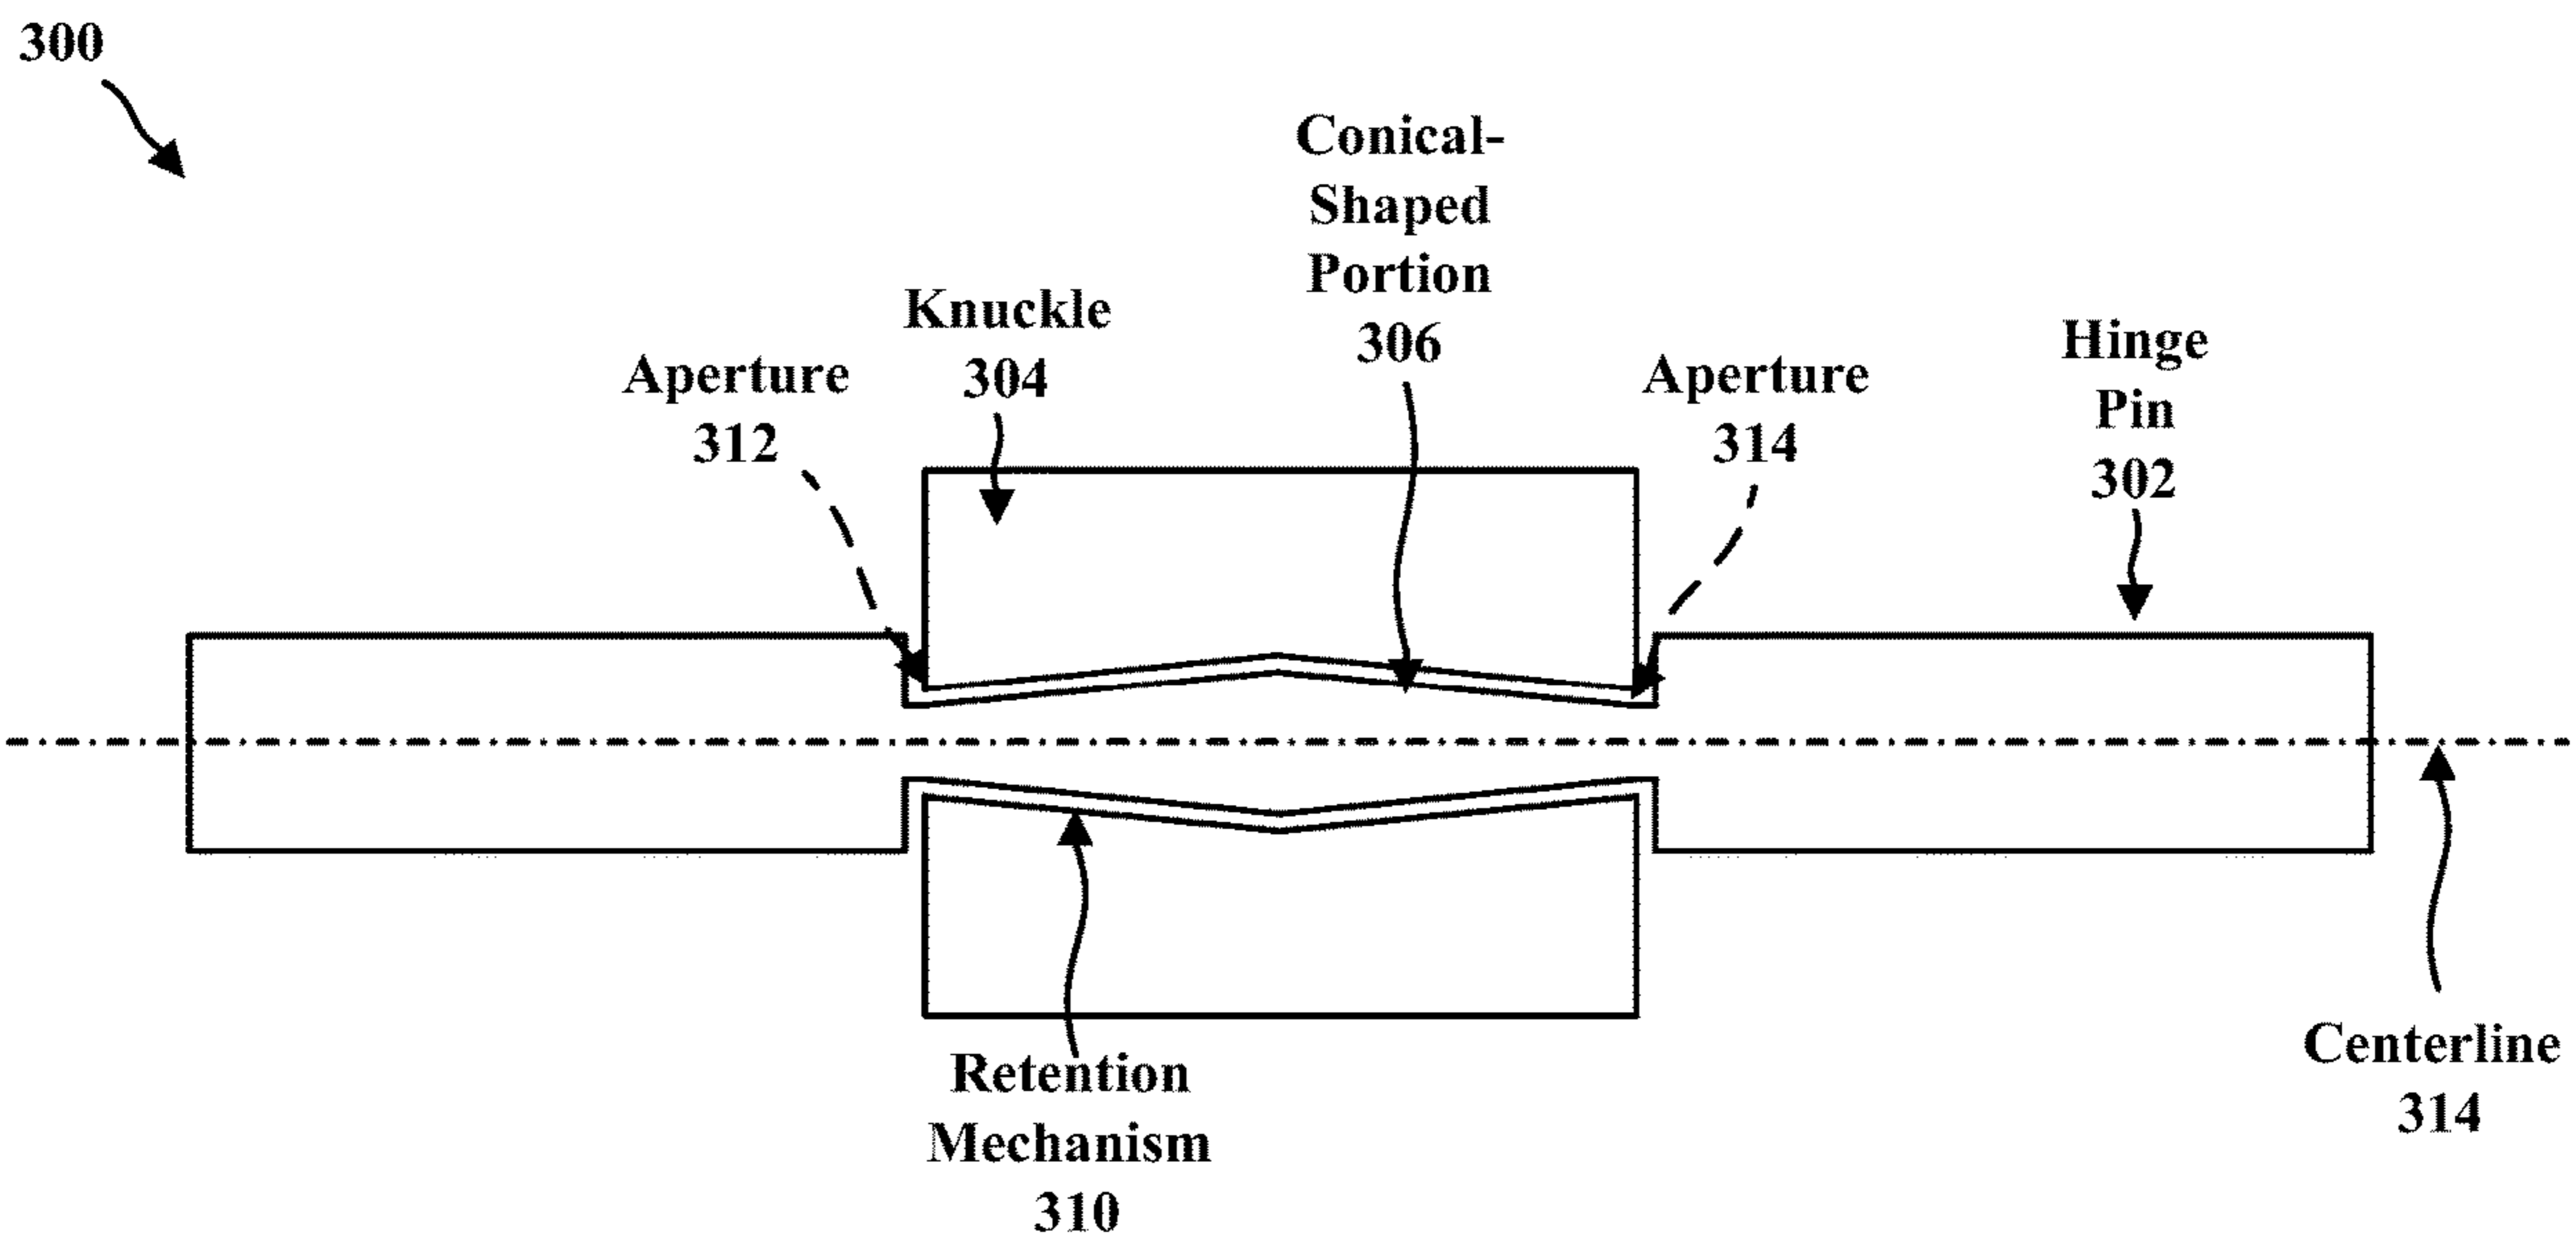 300
Conical-
Shaped
Portion
306
Knuckle
304
Aperture
312
Aperture
314
Hinge
Pin
302
Retention
Mechanism
310
Centerline
314